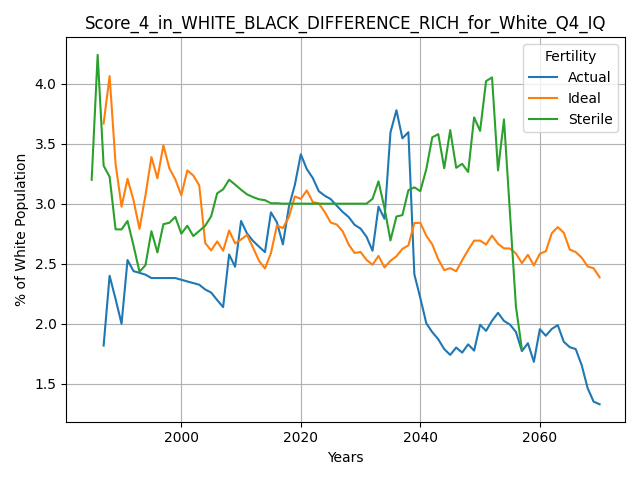 Score_4_in_WHITE_BLACK_DIFFERENCE_RICH_for_White_Q4_IQ
Fertility
Actual
Ideal
Sterile
% of White Population
4.0
3.5
3.0
2.5
2.0
1.5
2000
2020
2040
2060
Years